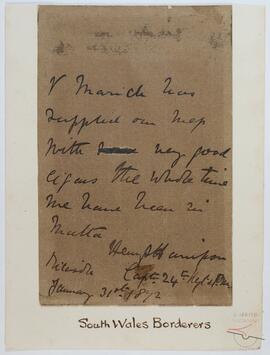 V Marich has
supplied our Mess
with very good
cigars the whole time
we have been in
Malta
Capt. 24th Regt
January 31st 1872
South Wales Borderers